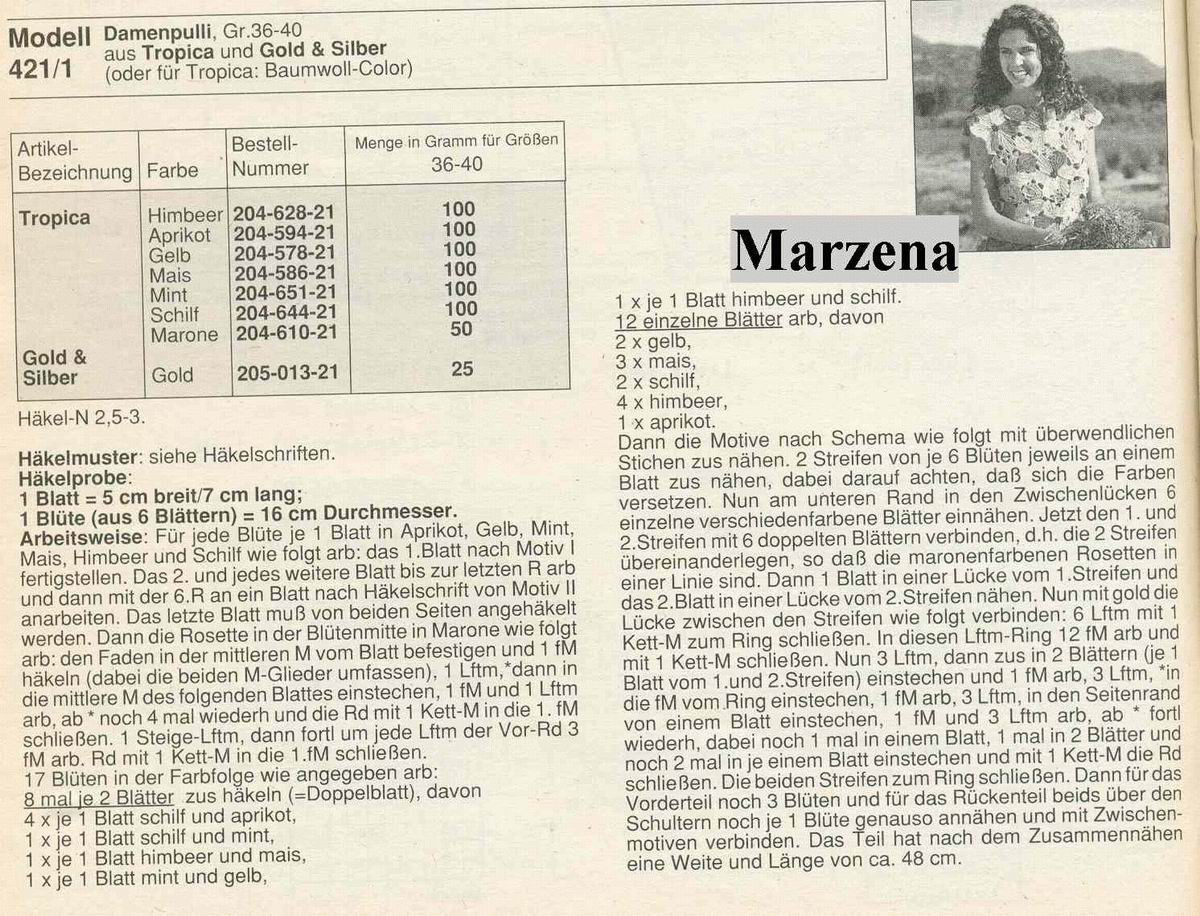 Modell Damenpulli, Gr.36-40
421/1 aus Tropica und Gold & Silber
(oder für Tropica: Baumwoll-Color)
Artikel-Bezeichnung Farbe Bestell-Nummer Menge in Gramm für Größen 36-40
Tropica Himbeer 204-628-21 100
Aprikot 204-594-21 100
Gelb 204-578-21 100
Mais 204-586-21 100
Mint 204-651-21 100
Schilf 204-644-21 100
Marone 204-610-21 50
Gold & Silber Gold 205-013-21 25
Häkel-N 2,5-3.
Häkelmuster: siehe Häkelschriften.
Häkelprobe:
1 Blatt = 5 cm breit/7 cm lang;
1 Blüte (aus 6 Blättern) = 16 cm Durchmesser.
Arbeitsweise: Für jede Blüte je 1 Blatt in Aprikot, Gelb, Mint,
Mais, Himbeer und Schilf wie folgt arb: das 1.Blatt nach Motiv I
fertigstellen. Das 2. und jedes weitere Blatt bis zur letzten R arb
und dann mit der 6.R an ein Blatt nach Häkelschrift von Motiv II
anarbeiten. Das letzte Blatt muß von beiden Seiten angehäkelt
werden. Dann die Rosette in der Blütenmitte in Marone wie folgt
arb: den Faden in der mittleren M vom Blatt befestigen und 1 fM
häkeln (dabei die beiden M-Glieder umfassen), 1 Lftm,*dann in
die mittlere M des folgenden Blattes einstechen, 1 fM und 1 Lftm
arb, ab * noch 4 mal wiederh und die Rd mit 1 Kett-M in die 1. fM
schließen. 1 Steige-Lftm, dann fortl um jede Lftm der Vor-Rd 3
fM arb. Rd mit 1 Kett-M in die 1.fM schließen.
17 Blüten in der Farbfolge wie angegeben arb:
8 mal je 2 Blätter zus häkeln (=Doppelblatt), davon
4 x je 1 Blatt schilf und aprikot,
1 x je 1 Blatt schilf und mint,
1 x je 1 Blatt himbeer und mais,
1 x je 1 Blatt mint und gelb,
Marzena
1 x je 1 Blatt himbeer und schilf.
12 einzelne Blätter arb, davon
2 x gelb,
3 x mais,
2 x schilf,
4 x himbeer,
1 x aprikot.
Dann die Motive nach Schema wie folgt mit überwendlichen
Stichen zus nähen. 2 Streifen von je 6 Blüten jeweils an einem
Blatt zus nähen, dabei darauf achten, daß sich die Farben
versetzen. Nun am unteren Rand in den Zwischenlücken 6
einzelne verschiedenfarbene Blätter einnähen. Jetzt den 1. und
2.Streifen mit 6 doppelten Blättern verbinden, d.h. die 2 Streifen
übereinanderlegen, so daß die maronenfarbenen Rosetten in
einer Linie sind. Dann 1 Blatt in einer Lücke vom 1.Streifen und
das 2.Blatt in einer Lücke vom 2.Streifen nähen. Nun mit gold die
Lücke zwischen den Streifen wie folgt verbinden: 6 Lftm mit 1
Kett-M zum Ring schließen. In diesen Lftm-Ring 12 fM arb und
mit 1 Kett-M schließen. Nun 3 Lftm, dann zus in 2 Blättern (je 1
Blatt vom 1.und 2.Streifen) einstechen und 1 fM arb, 3 Lftm, *in
die fM vom Ring einstechen, 1 fM arb, 3 Lftm, in den Seitenrand
von einem Blatt einstechen, 1 fM und 3 Lftm arb, ab * fortl
wiederh, dabei noch 1 mal in einem Blatt, 1 mal in 2 Blätter und
noch 2 mal in je einem Blatt einstechen und mit 1 Kett-M die Rd
schließen. Die beiden Streifen zum Ring schließen. Dann für das
Vorderteil noch 3 Blüten und für das Rückenteil beids über den
Schultern noch je 1 Blüte genauso annähen und mit Zwischen-
motiven verbinden. Das Teil hat nach dem Zusammennähen
eine Weite und Länge von ca. 48 cm.